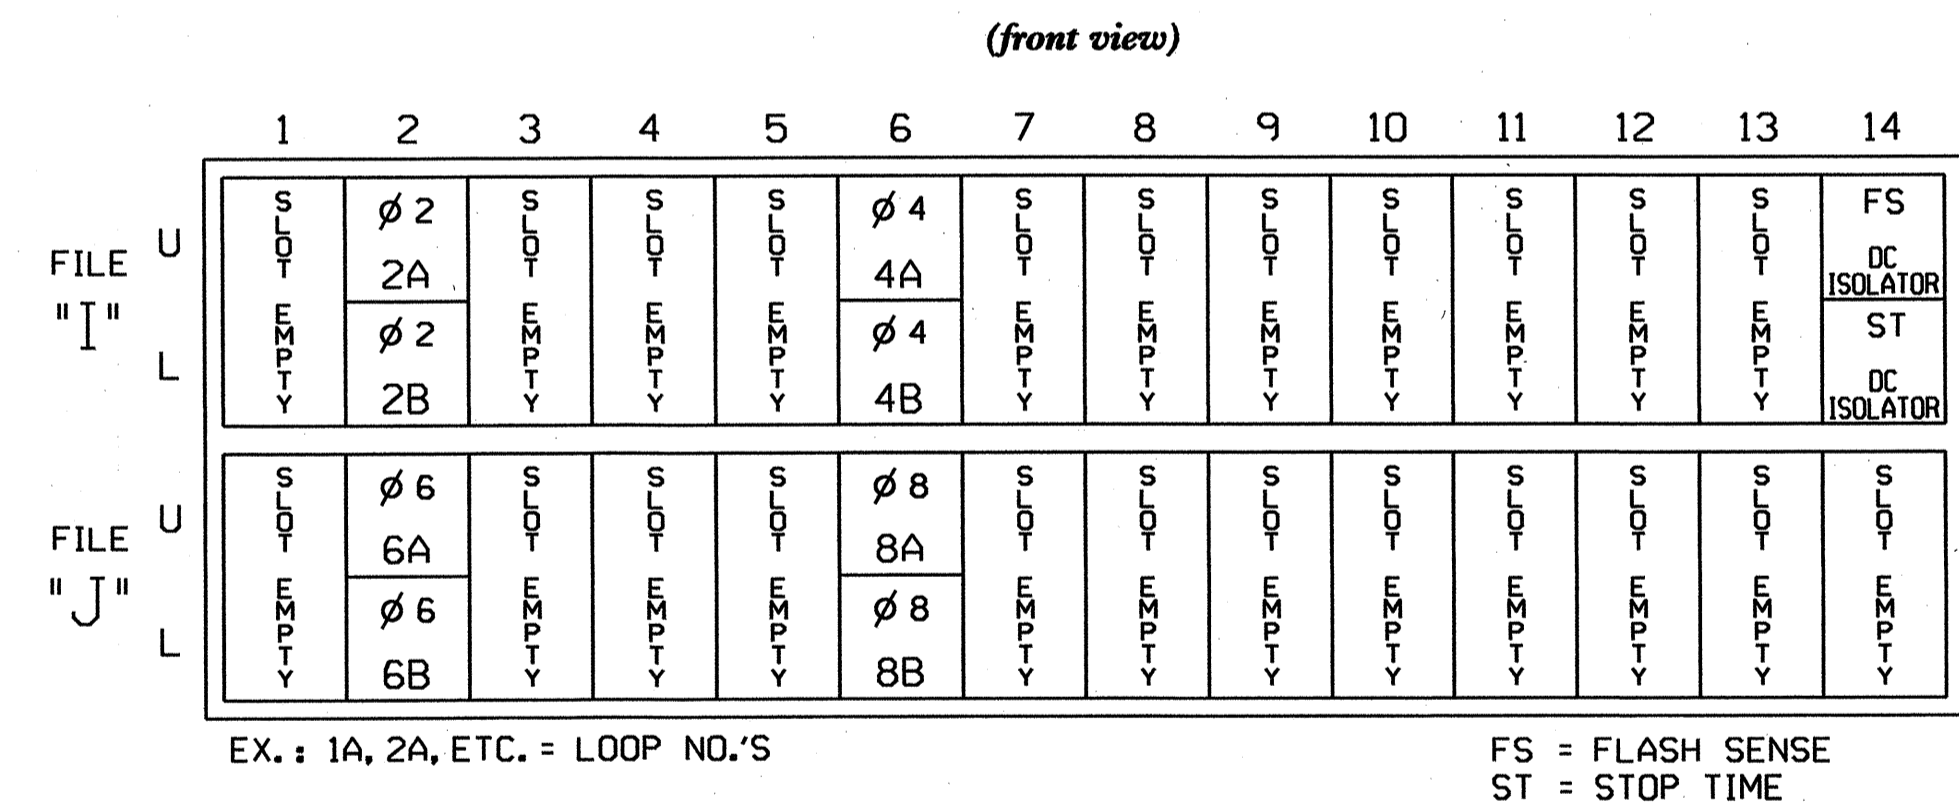 (front view)
1 2 3 4 5 6 7 8 9 10 11 12 13 14
FILE "I"
U
L
SLOT EMPTY
Ø 2
2A
Ø 2
2B
SLOT EMPTY
SLOT EMPTY
SLOT EMPTY
Ø 4
4A
Ø 4
4B
SLOT EMPTY
SLOT EMPTY
SLOT EMPTY
SLOT EMPTY
SLOT EMPTY
SLOT EMPTY
SLOT EMPTY
FS
DC
ISOLATOR
ST
DC
ISOLATOR
FILE "J"
U
L
SLOT EMPTY
Ø 6
6A
Ø 6
6B
SLOT EMPTY
SLOT EMPTY
SLOT EMPTY
Ø 8
8A
Ø 8
8B
SLOT EMPTY
SLOT EMPTY
SLOT EMPTY
SLOT EMPTY
SLOT EMPTY
SLOT EMPTY
SLOT EMPTY
SLOT EMPTY
EX.: 1A, 2A, ETC. = LOOP NO.'S
FS = FLASH SENSE
ST = STOP TIME